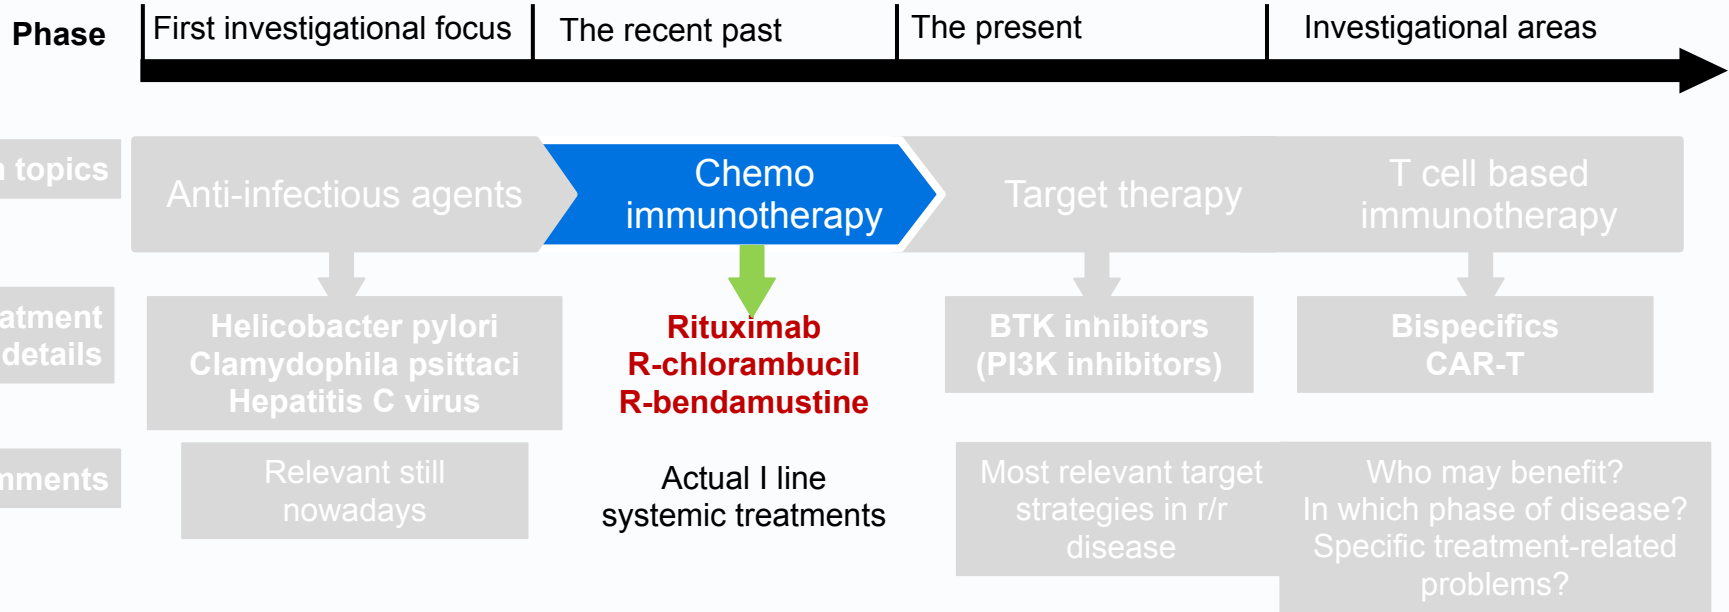 Phase
First investigational focus
The recent past
The present
Investigational areas
topics
Anti-infectious agents
Chemo
immunotherapy
Target therapy
T cell based
immunotherapy
details
Helicobacter pylori
Clamydophila psittaci
Hepatitis C virus
Rituximab
R-chlorambucil
R-bendamustine
BTK inhibitors
(PI3K inhibitors)
Bispecifics
CAR-T
Relevant still
nowadays
Actual I line
systemic treatments
Most relevant target
strategies in r/r
disease
Who may benefit?
In which phase of disease?
Specific treatment-related
problems?